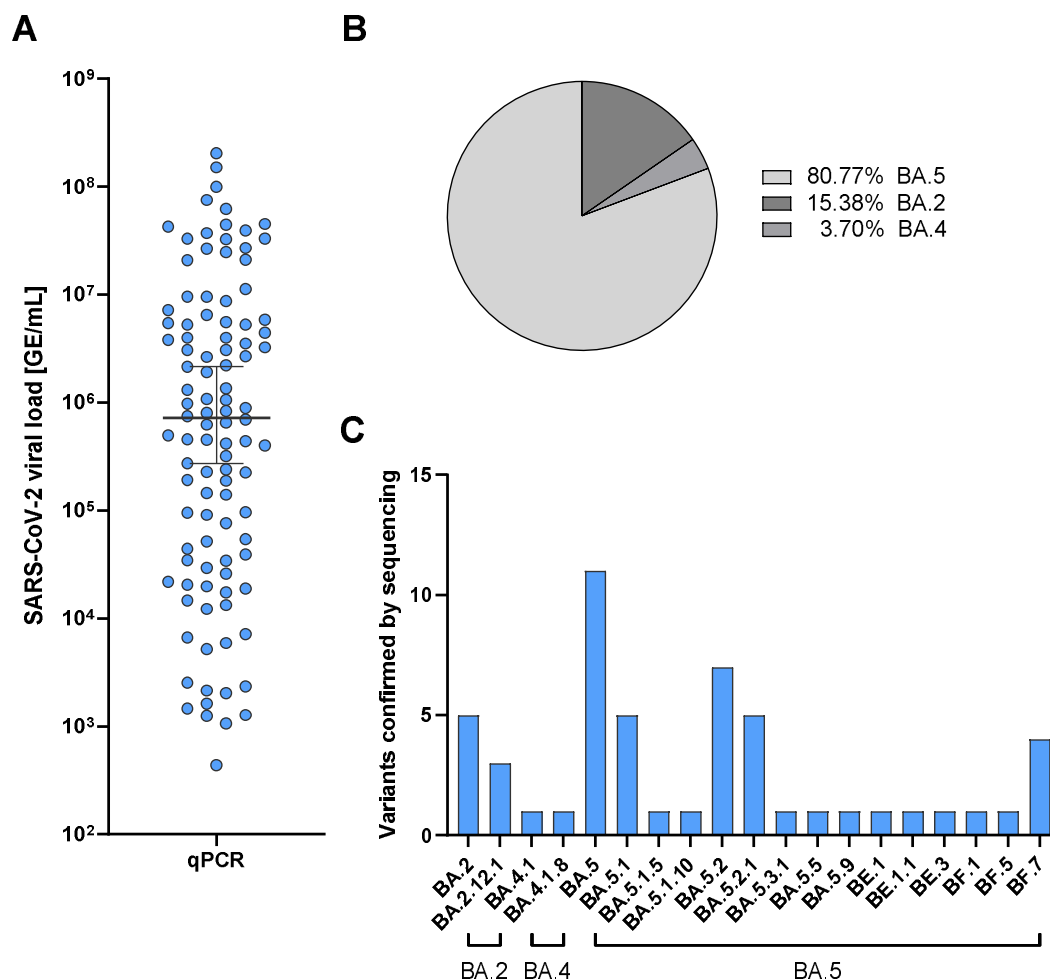 A
SARS-CoV-2 viral load [GE/mL]
10⁹
10⁸
10⁷
10⁶
10⁵
10⁴
10³
10²
qPCR
B
80.77% BA.5
15.38% BA.2
3.70% BA.4
C
Variants confirmed by sequencing
15
10
5
0
BA.2
BA.2.12.1
BA.4.1
BA.4.1.8
BA.5
BA.5.1
BA.5.1.5
BA.5.1.10
BA.5.2
BA.5.2.1
BA.5.3.1
BA.5.5
BA.5.9
BE.1
BE.1.1
BE.3
BF.1
BF.5
BF.7
BA.2
BA.4
BA.5